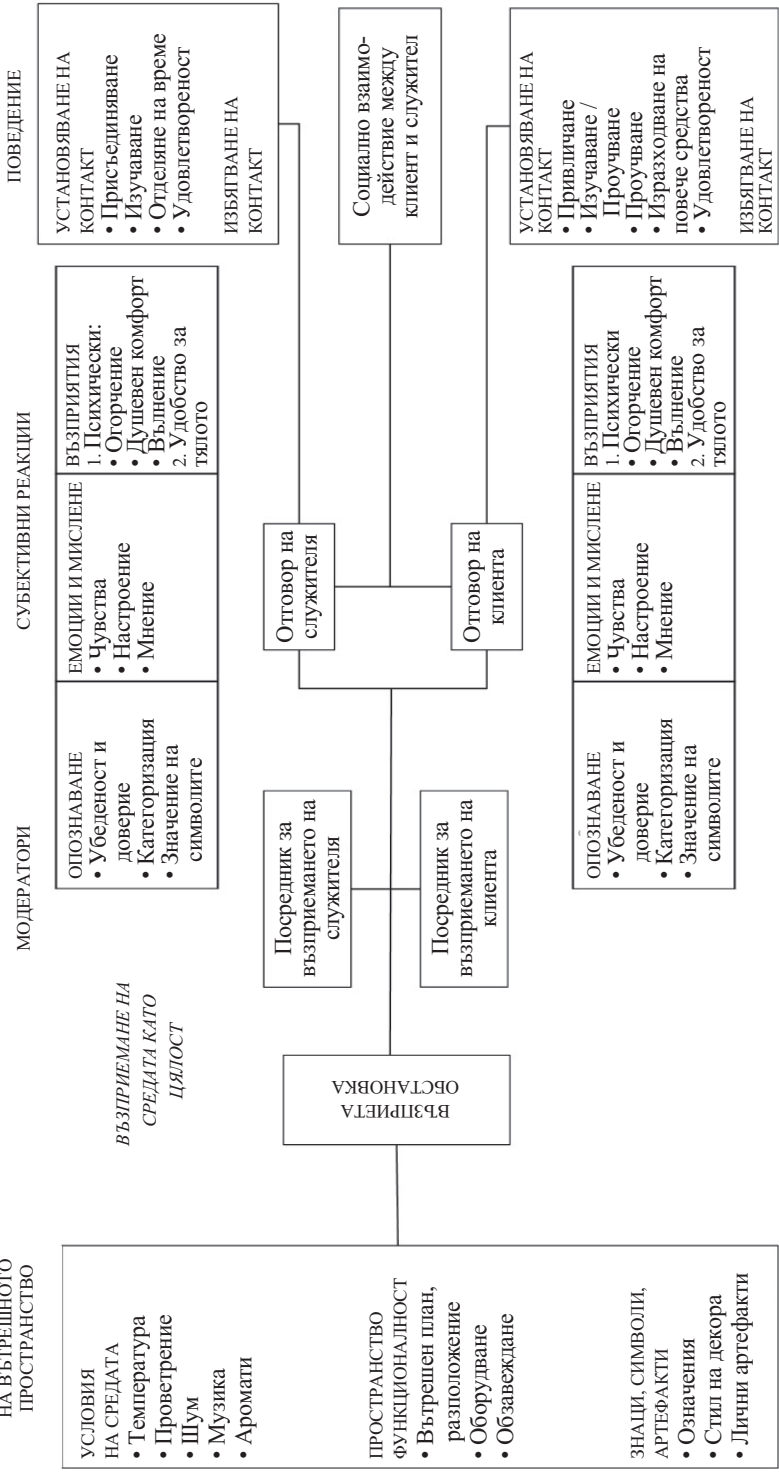 НА ВЪТРЕШНОТО
ПРОСТРАНСТВО
УСЛОВИЯ
НА СРЕДАТА
• Температура
• Проветрение
• Шум
• Музика
• Аромати
ПРОСТРАНСТВО
ФУНКЦИОНАЛНОСТ
• Вътрешен план,
разположение
• Оборудване
• Обзавеждане
ЗНАЦИ, СИМВОЛИ,
АРТЕФАКТИ
• Означения
• Стил на декора
• Лични артефакти
ВЪЗПРИЕМАНЕ НА
СРЕДАТА КАТО
ЦЯЛОСТ
ВЪЗПРИЕТА
ОБСТАНОВКА
МОДЕРАТОРИ
Посредник за
възприемането на
служителя
Посредник за
възприемането на
клиента
СУБЕКТИВНИ РЕАКЦИИ
ОПОЗНАВАНЕ
• Убеденост и
доверие
• Категоризация
• Значение на
символите
ЕМОЦИИ И МИСЛЕНЕ
• Чувства
• Настроение
• Мнение
ВЪЗПРИЯТИЯ
1. Психически:
• Огорчение
• Душевен комфорт
• Вълнение
2. Удобство за
тялото
Отговор на
служителя
Отговор на
клиента
ОПОЗНАВАНЕ
• Убеденост и
доверие
• Категоризация
• Значение на
символите
ЕМОЦИИ И МИСЛЕНЕ
• Чувства
• Настроение
• Мнение
ВЪЗПРИЯТИЯ
1. Психически
• Огорчение
• Душевен комфорт
• Вълнение
2. Удобство за
тялото
ПОВЕДЕНИЕ
УСТАНОВЯВАНЕ НА
КОНТАКТ
• Присъединяване
• Изучаване
• Отделяне на време
• Удовлетвореност
ИЗБЯГВАНЕ НА
КОНТАКТ
Социално взаимо-
действие между
клиент и служител
УСТАНОВЯВАНЕ НА
КОНТАКТ
• Привличане
• Изучаване /
Проучване
• Проучване
• Изразходване на
повече средства
• Удовлетвореност
ИЗБЯГВАНЕ НА
КОНТАКТ